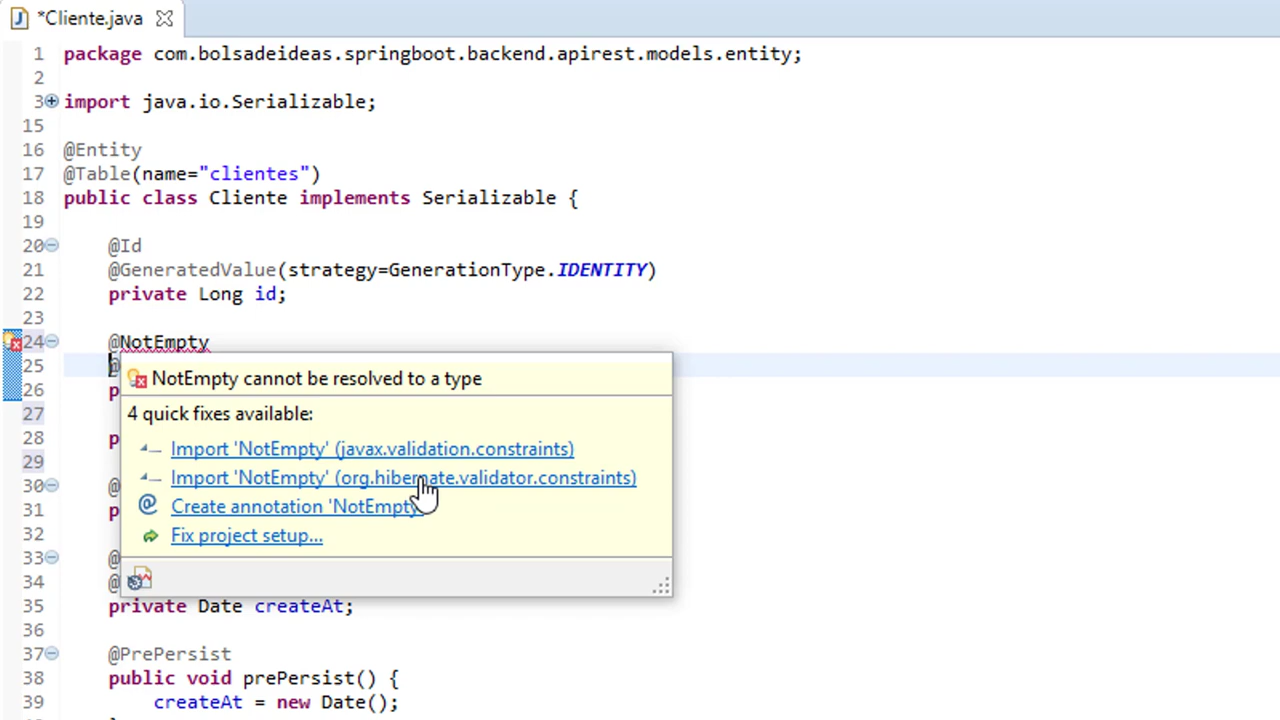 *Cliente.java
1 package com.bolsadeideas.springboot.backend.apirest.models.entity;
2
3 import java.io.Serializable;
15
16 @Entity
17 @Table(name="clientes")
18 public class Cliente implements Serializable {
19
20 @Id
21 @GeneratedValue(strategy=GenerationType.IDENTITY)
22 private Long id;
23
24 @NotEmpty
25 @
NotEmpty cannot be resolved to a type
26 p
4 quick fixes available:
27
28 p
Import 'NotEmpty' (javax.validation.constraints)
29
Import 'NotEmpty' (org.hibernate.validator.constraints)
30 @
31 p
Create annotation 'NotEmpty
32
Fix project setup...
33 @
34 @
35 private Date createAt;
36
37 @PrePersist
38 public void prePersist() {
39 createAt = new Date();